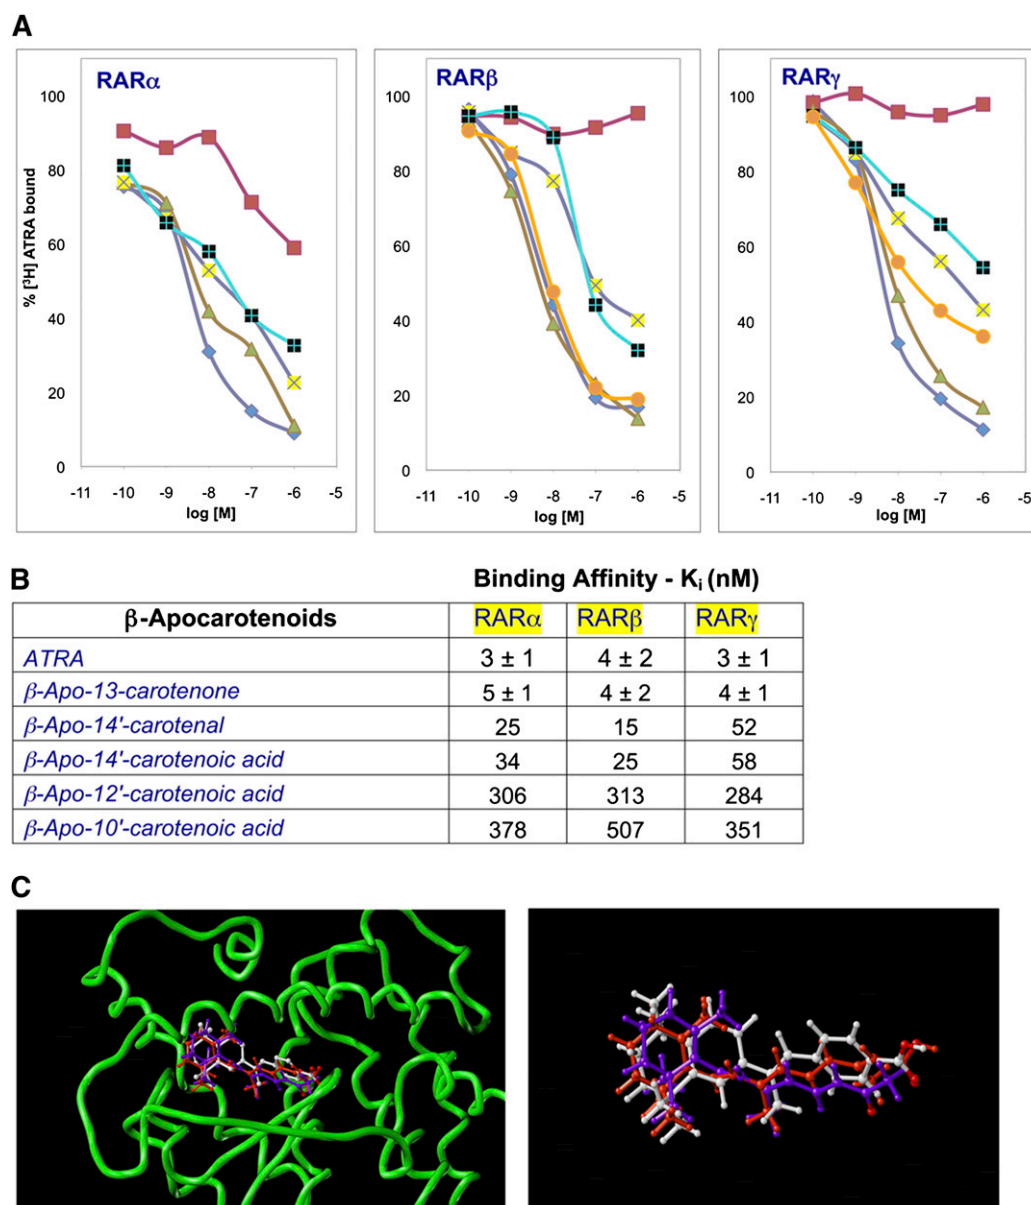 A
RARα
RARβ
RARγ
% [³H] ATRA bound
100
80
60
40
20
0
-11 -10 -9 -8 -7 -6 -5
log [M]
100
80
60
40
20
0
-11 -10 -9 -8 -7 -6 -5
log [M]
100
80
60
40
20
0
-11 -10 -9 -8 -7 -6 -5
log [M]
B
Binding Affinity - Kᵢ (nM)
β-Apocarotenoids RARα RARβ RARγ
ATRA 3 ± 1 4 ± 2 3 ± 1
β-Apo-13-carotenone 5 ± 1 4 ± 2 4 ± 1
β-Apo-14'-carotenal 25 15 52
β-Apo-14'-carotenoic acid 34 25 58
β-Apo-12'-carotenoic acid 306 313 284
β-Apo-10'-carotenoic acid 378 507 351
C